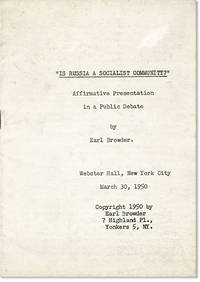 "IS RUSSIA A SOCIALIST COMMUNITY?"
Affirmative Presentation
in a Public Debate
by
Earl Browder.
Webster Hall, New York City
March 30, 1950
Copyright 1950 by
Earl Browder
7 Highland Pl.,
Yonkers 5, NY.